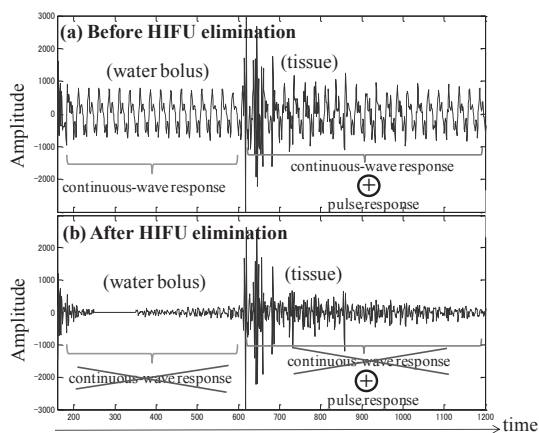 (a) Before HIFU elimination
3000
2000
1000
0
-1000
-2000
Amplitude
(water bolus)
(tissue)
continuous-wave response
continuous-wave response
+
pulse response
(b) After HIFU elimination
2000
1000
0
-1000
-2000
-3000
Amplitude
(water bolus)
(tissue)
continuous-wave response
continuous-wave response
+
pulse response
200 300 400 500 600 700 800 900 1000 1100 1200
time